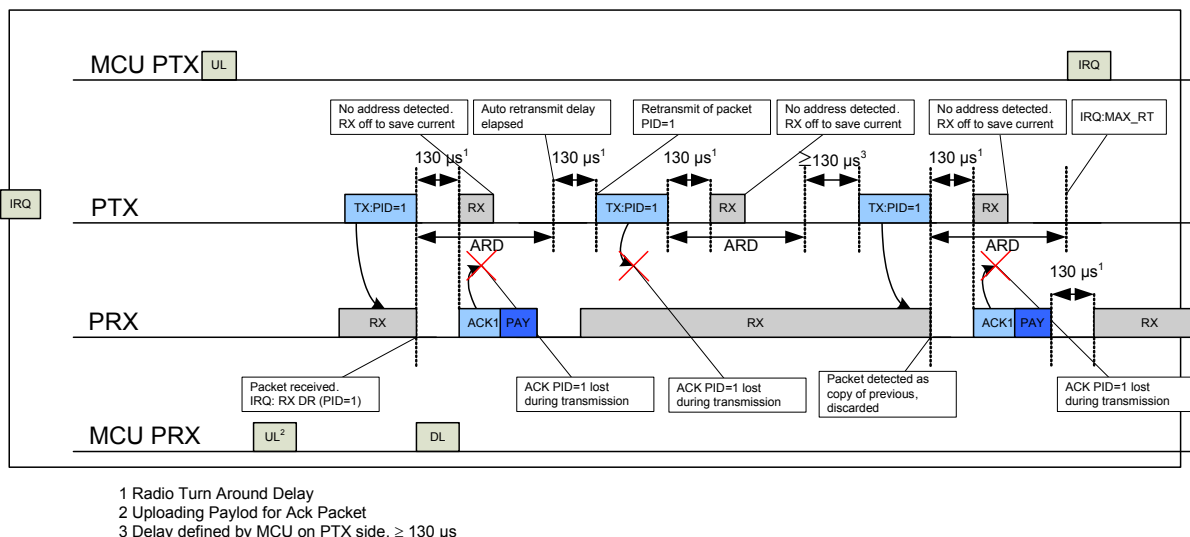 MCU PTX
UL
IRQ
No address detected.
RX off to save current
Auto retransmit delay
elapsed
Retransmit of packet
PID=1
No address detected.
RX off to save current
No address detected.
RX off to save current
IRQ:MAX_RT
130 µs¹
130 µs¹
130 µs¹
≥130 µs³
130 µs¹
IRQ
PTX
TX:PID=1
RX
TX:PID=1
RX
TX:PID=1
RX
ARD
ARD
ARD
130 µs¹
PRX
RX
ACK1
PAY
RX
ACK1
PAY
RX
Packet received.
IRQ: RX DR (PID=1)
ACK PID=1 lost
during transmission
ACK PID=1 lost
during transmission
Packet detected as
copy of previous,
discarded
ACK PID=1 lost
during transmission
MCU PRX
UL²
DL
1 Radio Turn Around Delay
2 Uploading Paylod for Ack Packet
3 Delay defined by MCU on PTX side, ≥ 130 µs